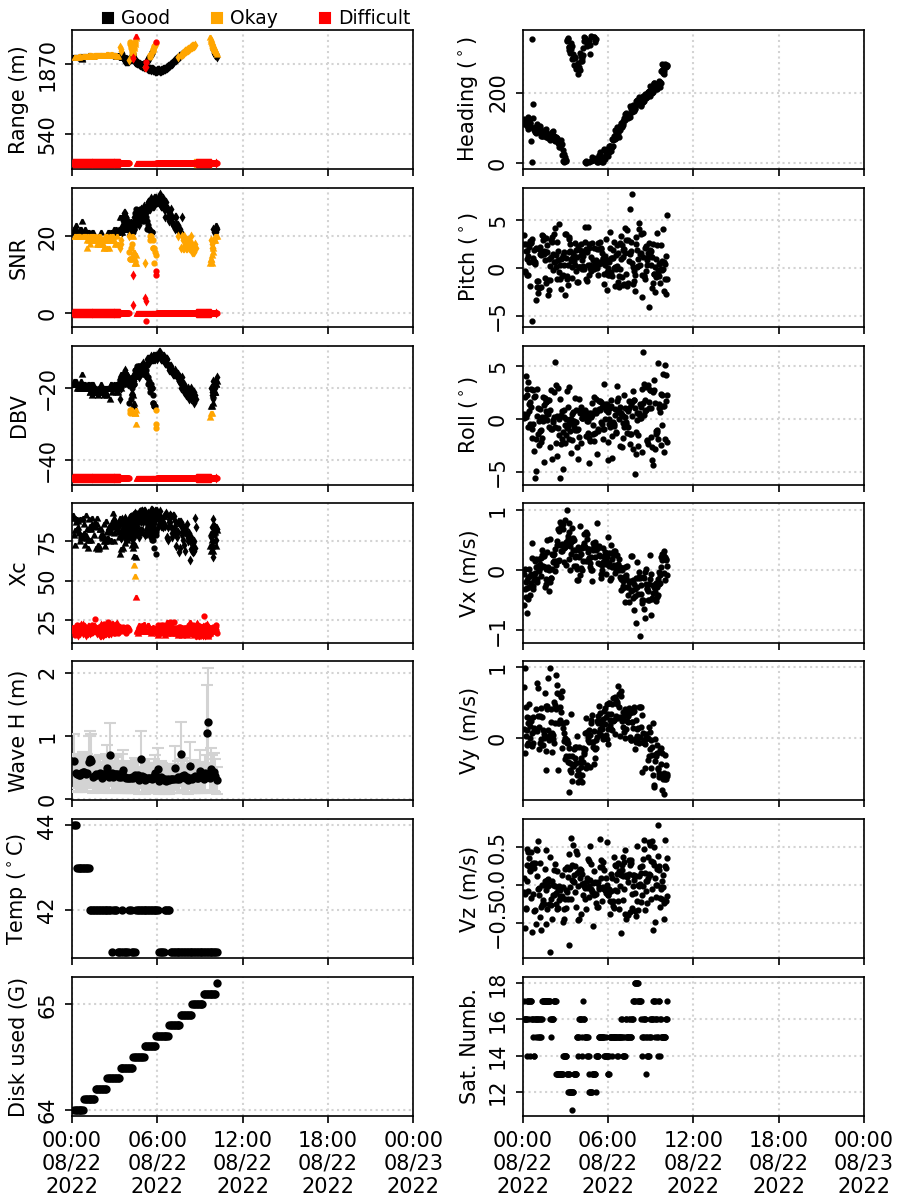 Good Okay Difficult
Range (m)
1870
540
Heading (°)
200
0
SNR
20
0
Pitch (°)
5
0
−5
DBV
−20
−40
Roll (°)
5
0
−5
Xc
75
50
25
Vx (m/s)
1
0
−1
Wave H (m)
2
1
0
Vy (m/s)
1
0
Temp (°C)
44
42
Vz (m/s)
0.5
0.0
−0.5
Disk used (G)
65
64
Sat. Numb.
18
16
14
12
00:00 06:00 12:00 18:00 00:00
08/22 08/22 08/22 08/22 08/23
2022 2022 2022 2022 2022
00:00 06:00 12:00 18:00 00:00
08/22 08/22 08/22 08/22 08/23
2022 2022 2022 2022 2022